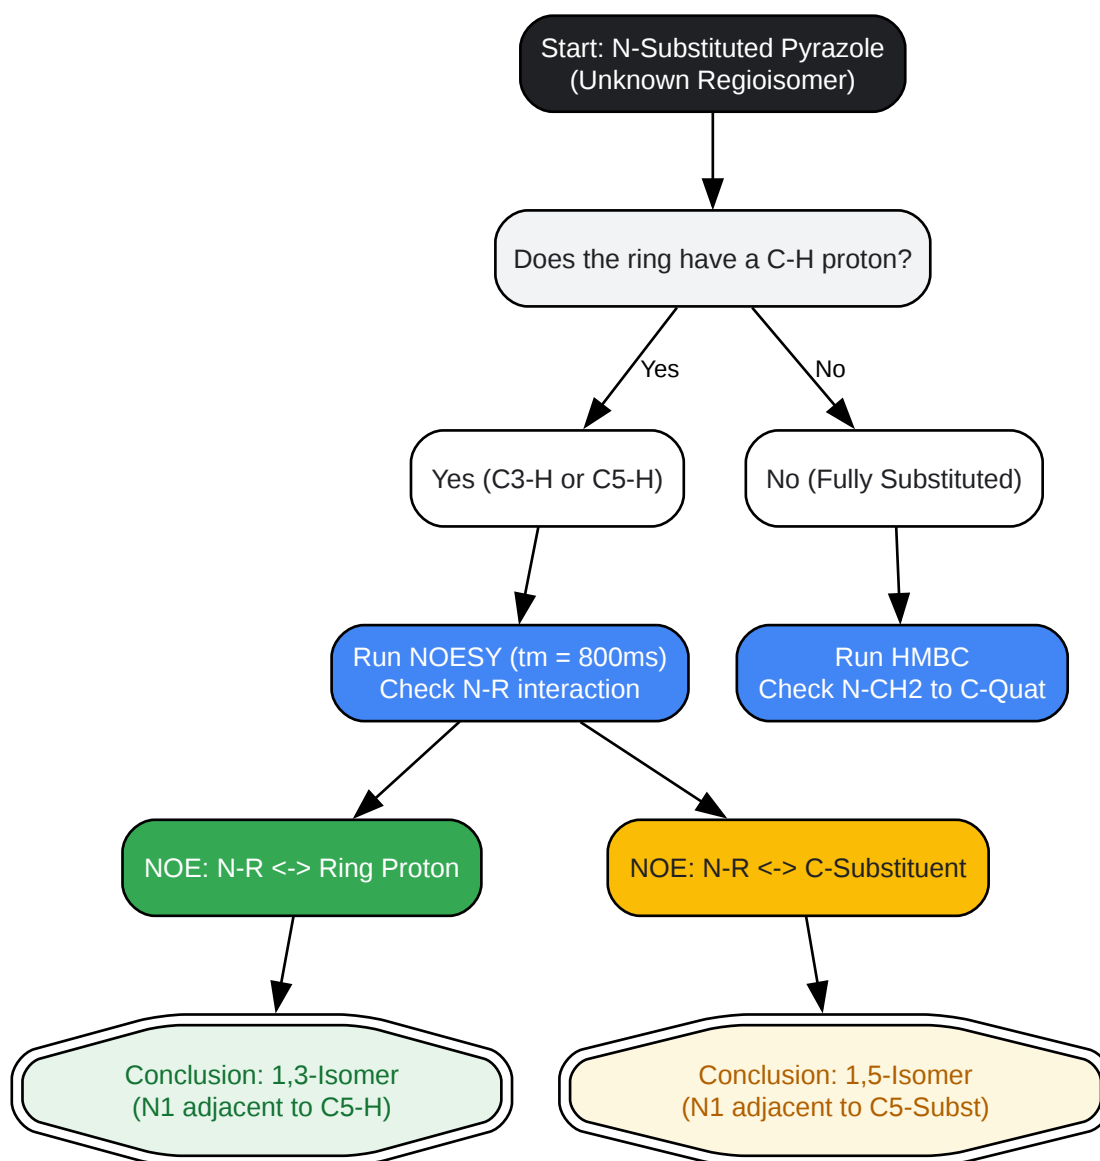 Start: N-Substituted Pyrazole
(Unknown Regioisomer)
Does the ring have a C-H proton?
Yes
No
Yes (C3-H or C5-H)
No (Fully Substituted)
Run NOESY (tm = 800ms)
Check N-R interaction
Run HMBC
Check N-CH2 to C-Quat
NOE: N-R <-> Ring Proton
NOE: N-R <-> C-Substituent
Conclusion: 1,3-Isomer
(N1 adjacent to C5-H)
Conclusion: 1,5-Isomer
(N1 adjacent to C5-Subst)